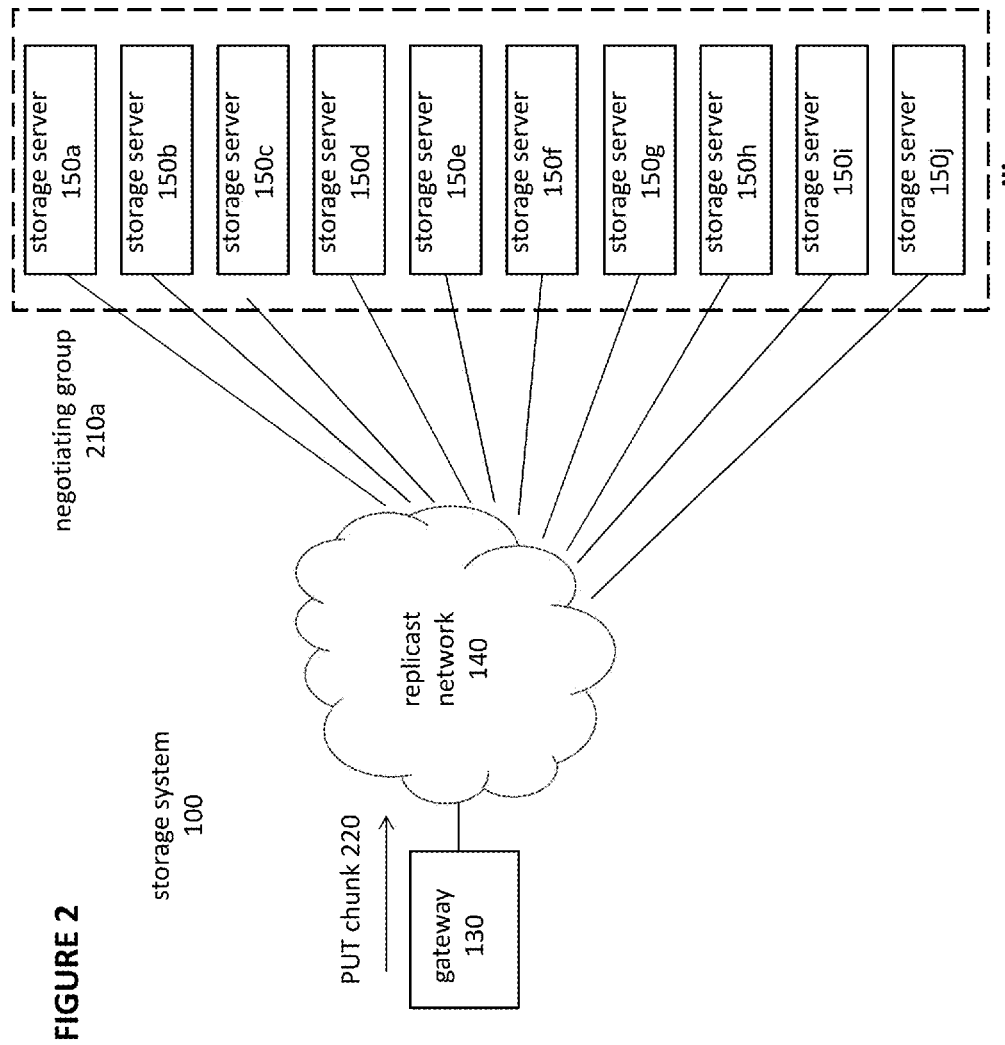 FIGURE 2
storage system
100
negotiating group
210a
PUT chunk 220
gateway
130
replicast
network
140
storage server
150a
storage server
150b
storage server
150c
storage server
150d
storage server
150e
storage server
150f
storage server
150g
storage server
150h
storage server
150i
storage server
150j
...